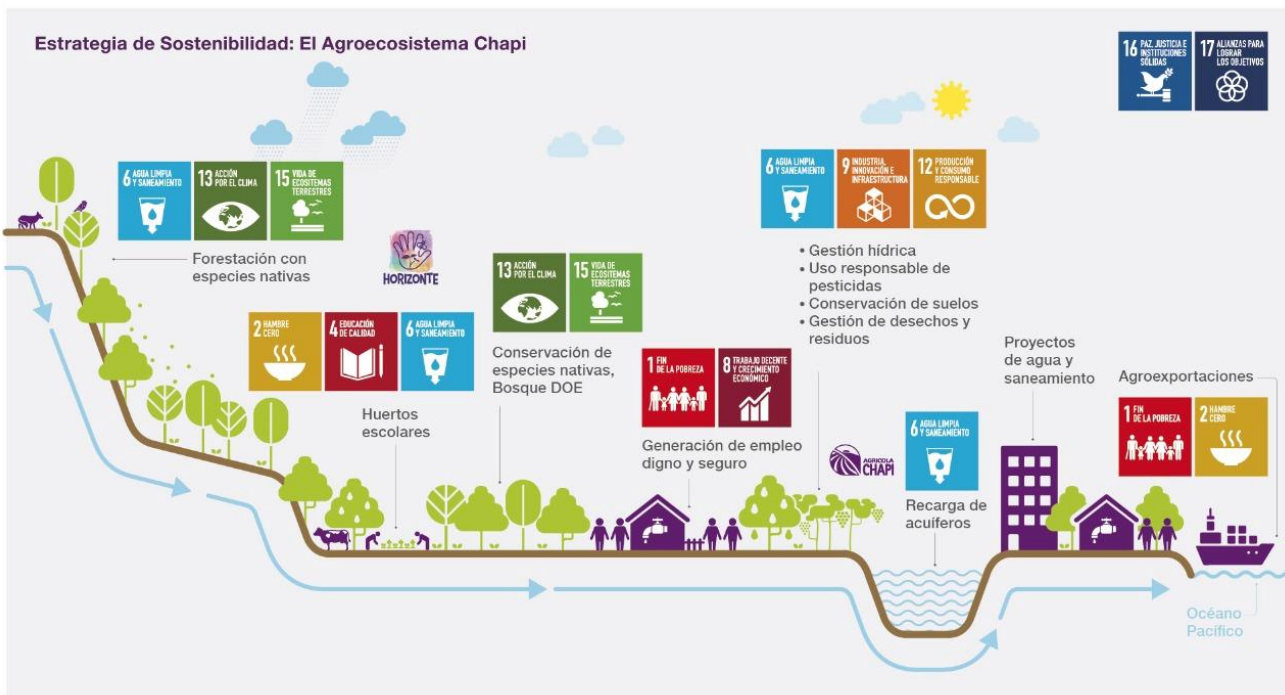 Estrategia de Sostenibilidad: El Agroecosistema Chapi
16 PAZ, JUSTICIA E
INSTITUCIONES
SÓLIDAS
17 ALIANZAS PARA
LOGRAR
LOS OBJETIVOS
6 AGUA LIMPIA
Y SANEAMIENTO
13 ACCIÓN
POR EL CLIMA
15 VIDA DE
ECOSITEMAS
TERRESTRES
Forestación con
especies nativas
HORIZONTE
2 HAMBRE
CERO
4 EDUCACIÓN
DE CALIDAD
6 AGUA LIMPIA
Y SANEAMIENTO
Huertos
escolares
13 ACCIÓN
POR EL CLIMA
15 VIDA DE
ECOSITEMAS
TERRESTRES
Conservación de
especies nativas,
Bosque DOE
1 FIN
DE LA POBREZA
8 TRABAJO DECENTE
Y CRECIMIENTO
ECONÓMICO
Generación de empleo
digno y seguro
6 AGUA LIMPIA
Y SANEAMIENTO
9 INDUSTRIA,
INNOVACIÓN E
INFRAESTRUCTURA
12 PRODUCCIÓN
Y CONSUMO
RESPONSABLE
• Gestión hídrica
• Uso responsable de
pesticidas
• Conservación de suelos
• Gestión de desechos y
residuos
AGRICOLA
CHAPI
6 AGUA LIMPIA
Y SANEAMIENTO
Recarga de
acuíferos
Proyectos
de agua y
saneamiento
Agroexportaciones
1 FIN
DE LA POBREZA
2 HAMBRE
CERO
Océano
Pacífico